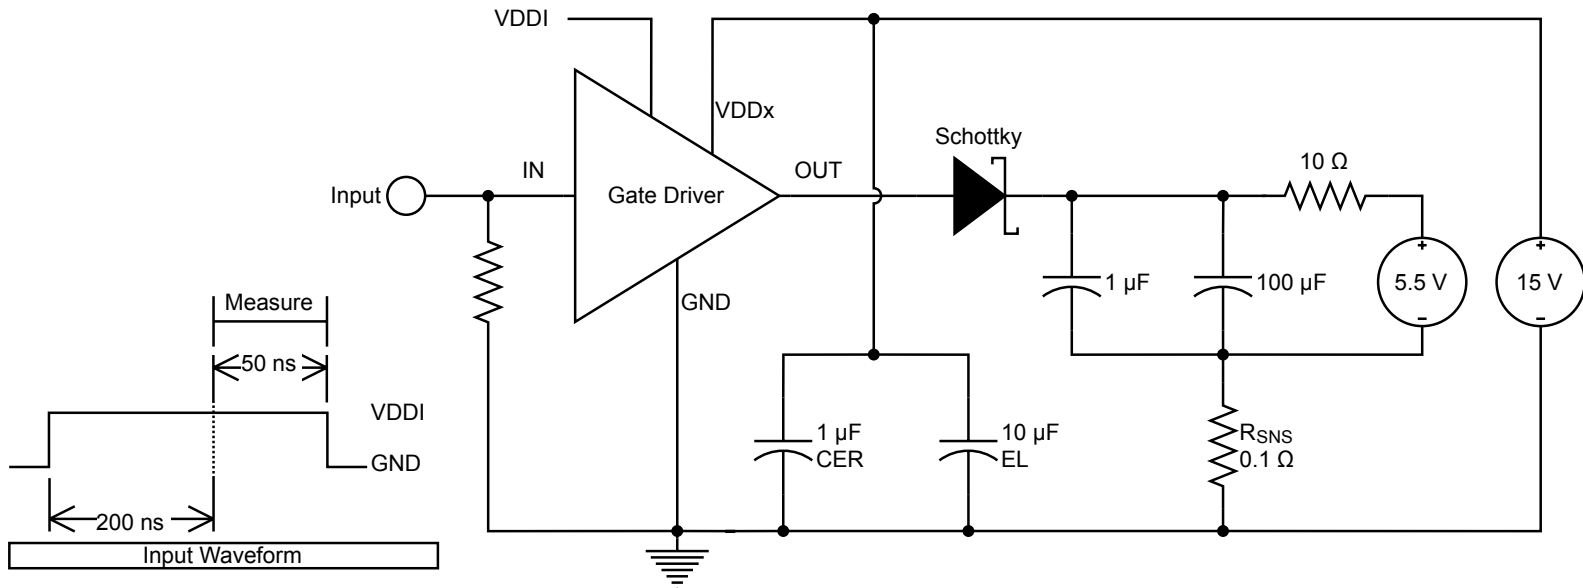 VDDI
VDDx
Schottky
IN
OUT
10 Ω
Input
Gate Driver
+
+
1 µF
100 µF
5.5 V
15 V
–
–
GND
Measure
50 ns
VDDI
GND
200 ns
Input Waveform
1 µF
CER
10 µF
EL
RSNS
0.1 Ω